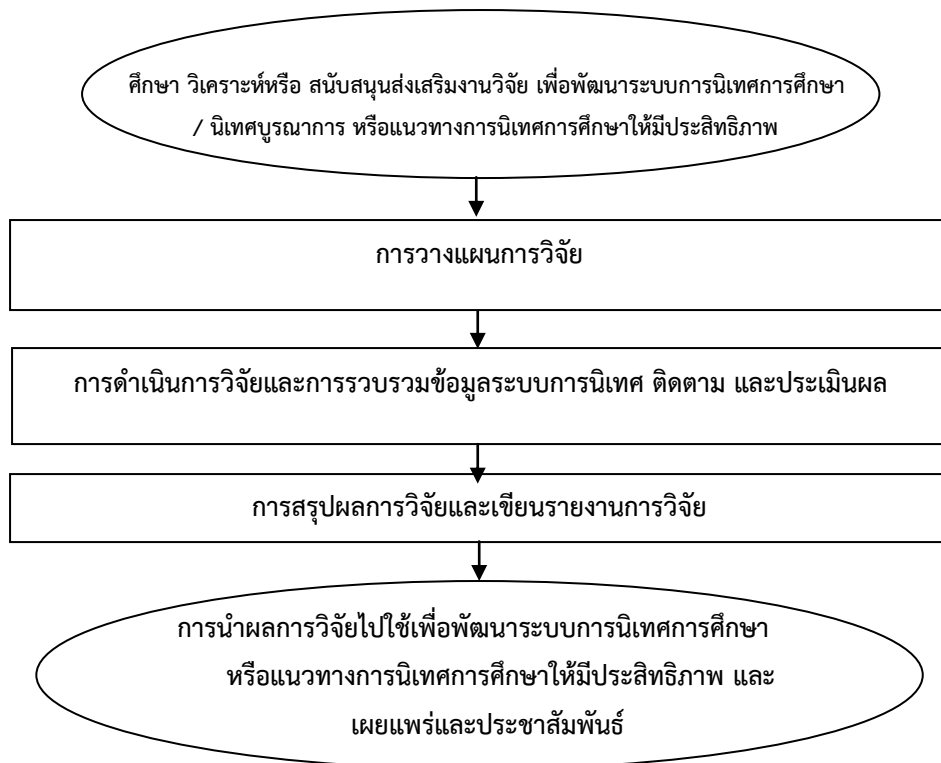 ศึกษา วิเคราะห์หรือ สนับสนุนส่งเสริมงานวิจัย เพื่อพัฒนาระบบการนิเทศการศึกษา
/ นิเทศบูรณาการ หรือแนวทางการนิเทศการศึกษาให้มีประสิทธิภาพ
การวางแผนการวิจัย
การดำเนินการวิจัยและการรวบรวมข้อมูลระบบการนิเทศ ติดตาม และประเมินผล
การสรุปผลการวิจัยและเขียนรายงานการวิจัย
การนำผลการวิจัยไปใช้เพื่อพัฒนาระบบการนิเทศการศึกษา
หรือแนวทางการนิเทศการศึกษาให้มีประสิทธิภาพ และ
เผยแพร่และประชาสัมพันธ์